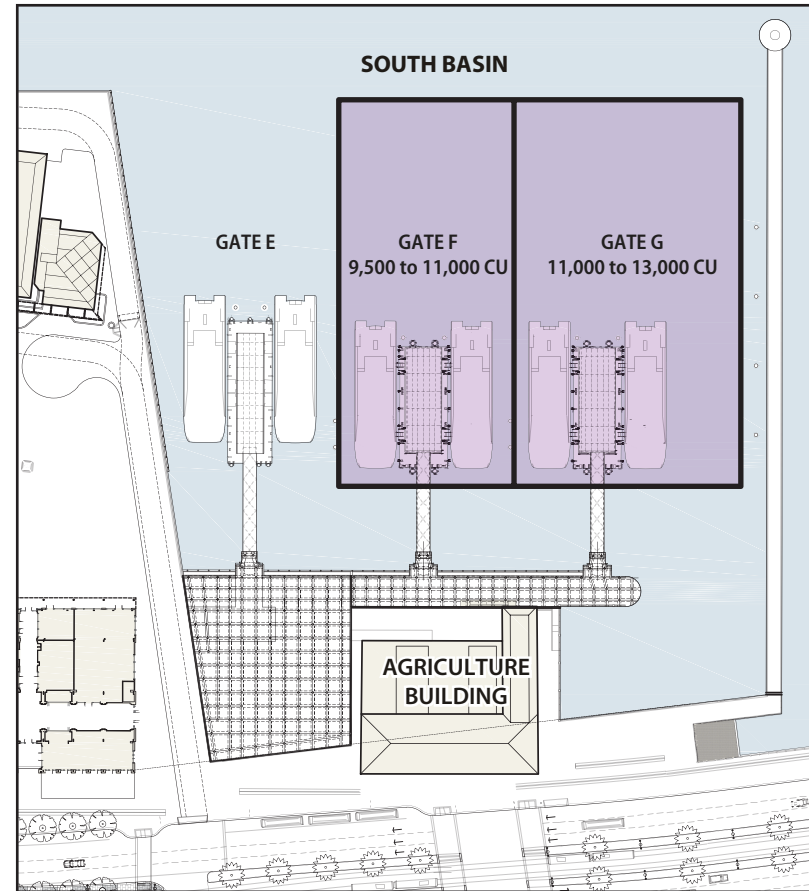 SOUTH BASIN
GATE E
GATE F
9,500 to 11,000 CU
GATE G
11,000 to 13,000 CU
AGRICULTURE
BUILDING